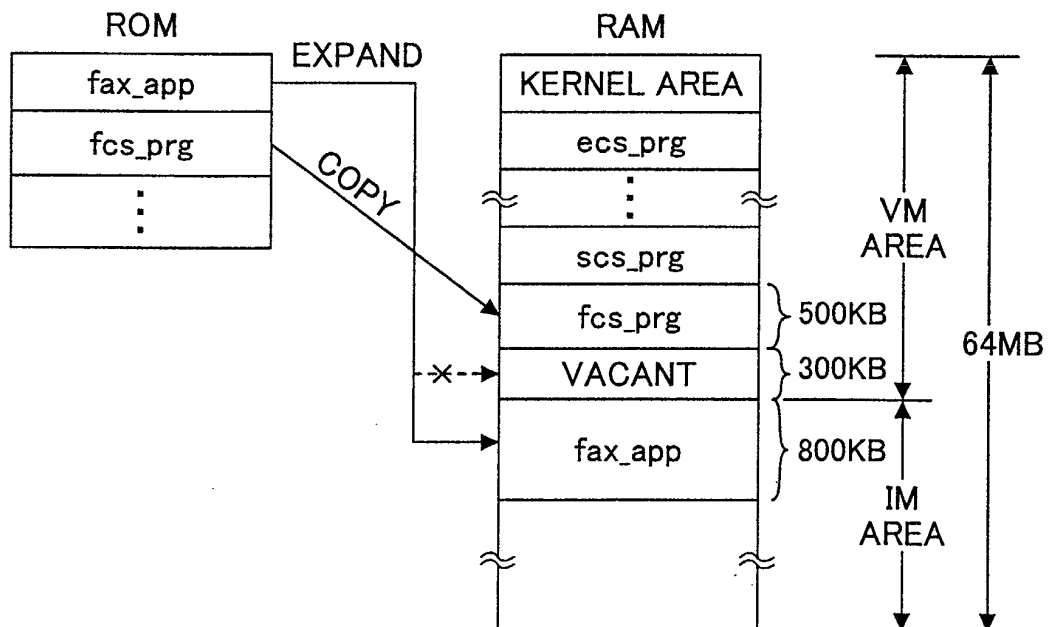 ROM
EXPAND
fax_app
fcs_prg
COPY
RAM
KERNEL AREA
ecs_prg
scs_prg
fcs_prg
VACANT
fax_app
500KB
300KB
800KB
VM
AREA
IM
AREA
64MB